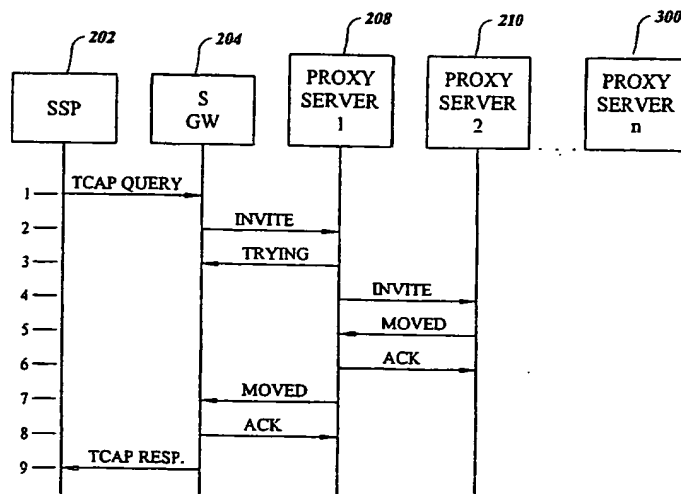 202
204
208
210
300
SSP
S
GW
PROXY
SERVER
1
PROXY
SERVER
2
. . .
PROXY
SERVER
n
1 TCAP QUERY
2 INVITE
3 TRYING
4 INVITE
5 MOVED
6 ACK
7 MOVED
8 ACK
9 TCAP RESP.